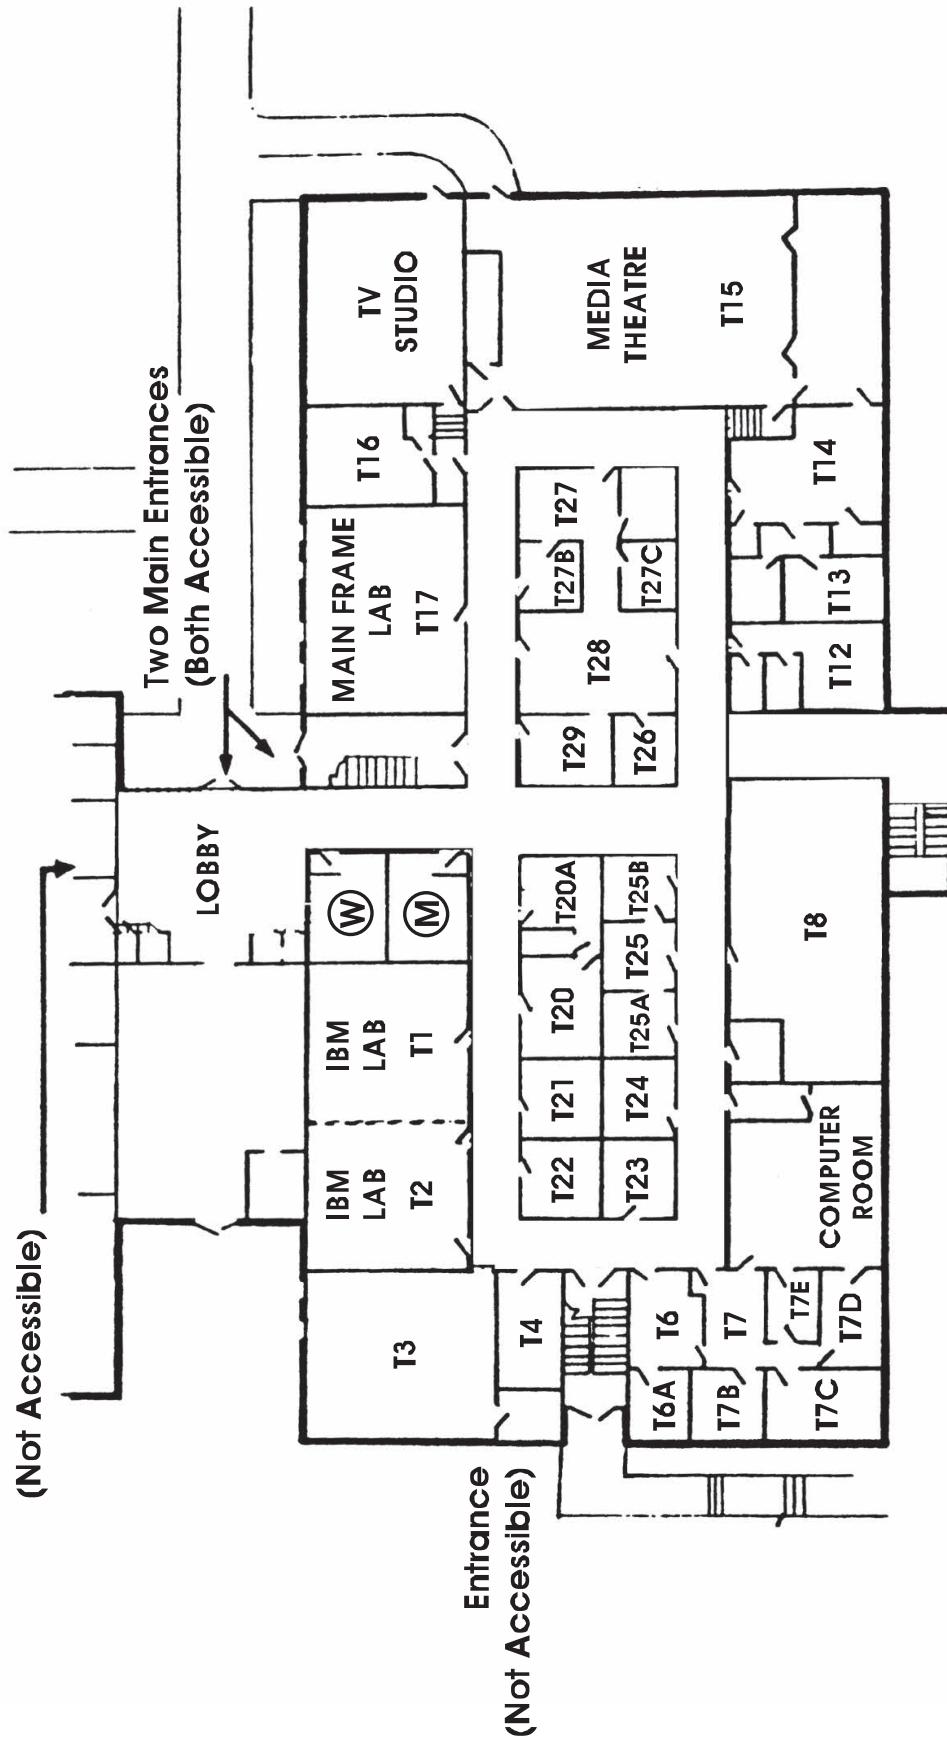 (Not Accessible)
Two Main Entrances
(Both Accessible)
LOBBY
Entrance
(Not Accessible)
T3
IBM
LAB
T2
IBM
LAB
T1
W
M
MAIN FRAME
LAB
T17
T16
TV
STUDIO
T4
T22
T21
T20
T20A
T23
T24
T25A
T25
T25B
T29
T26
T28
T27B
T27
T27C
MEDIA
THEATRE
T15
T6
T6A
T7
T7B
T7E
T7D
T7C
COMPUTER
ROOM
T8
T12
T13
T14